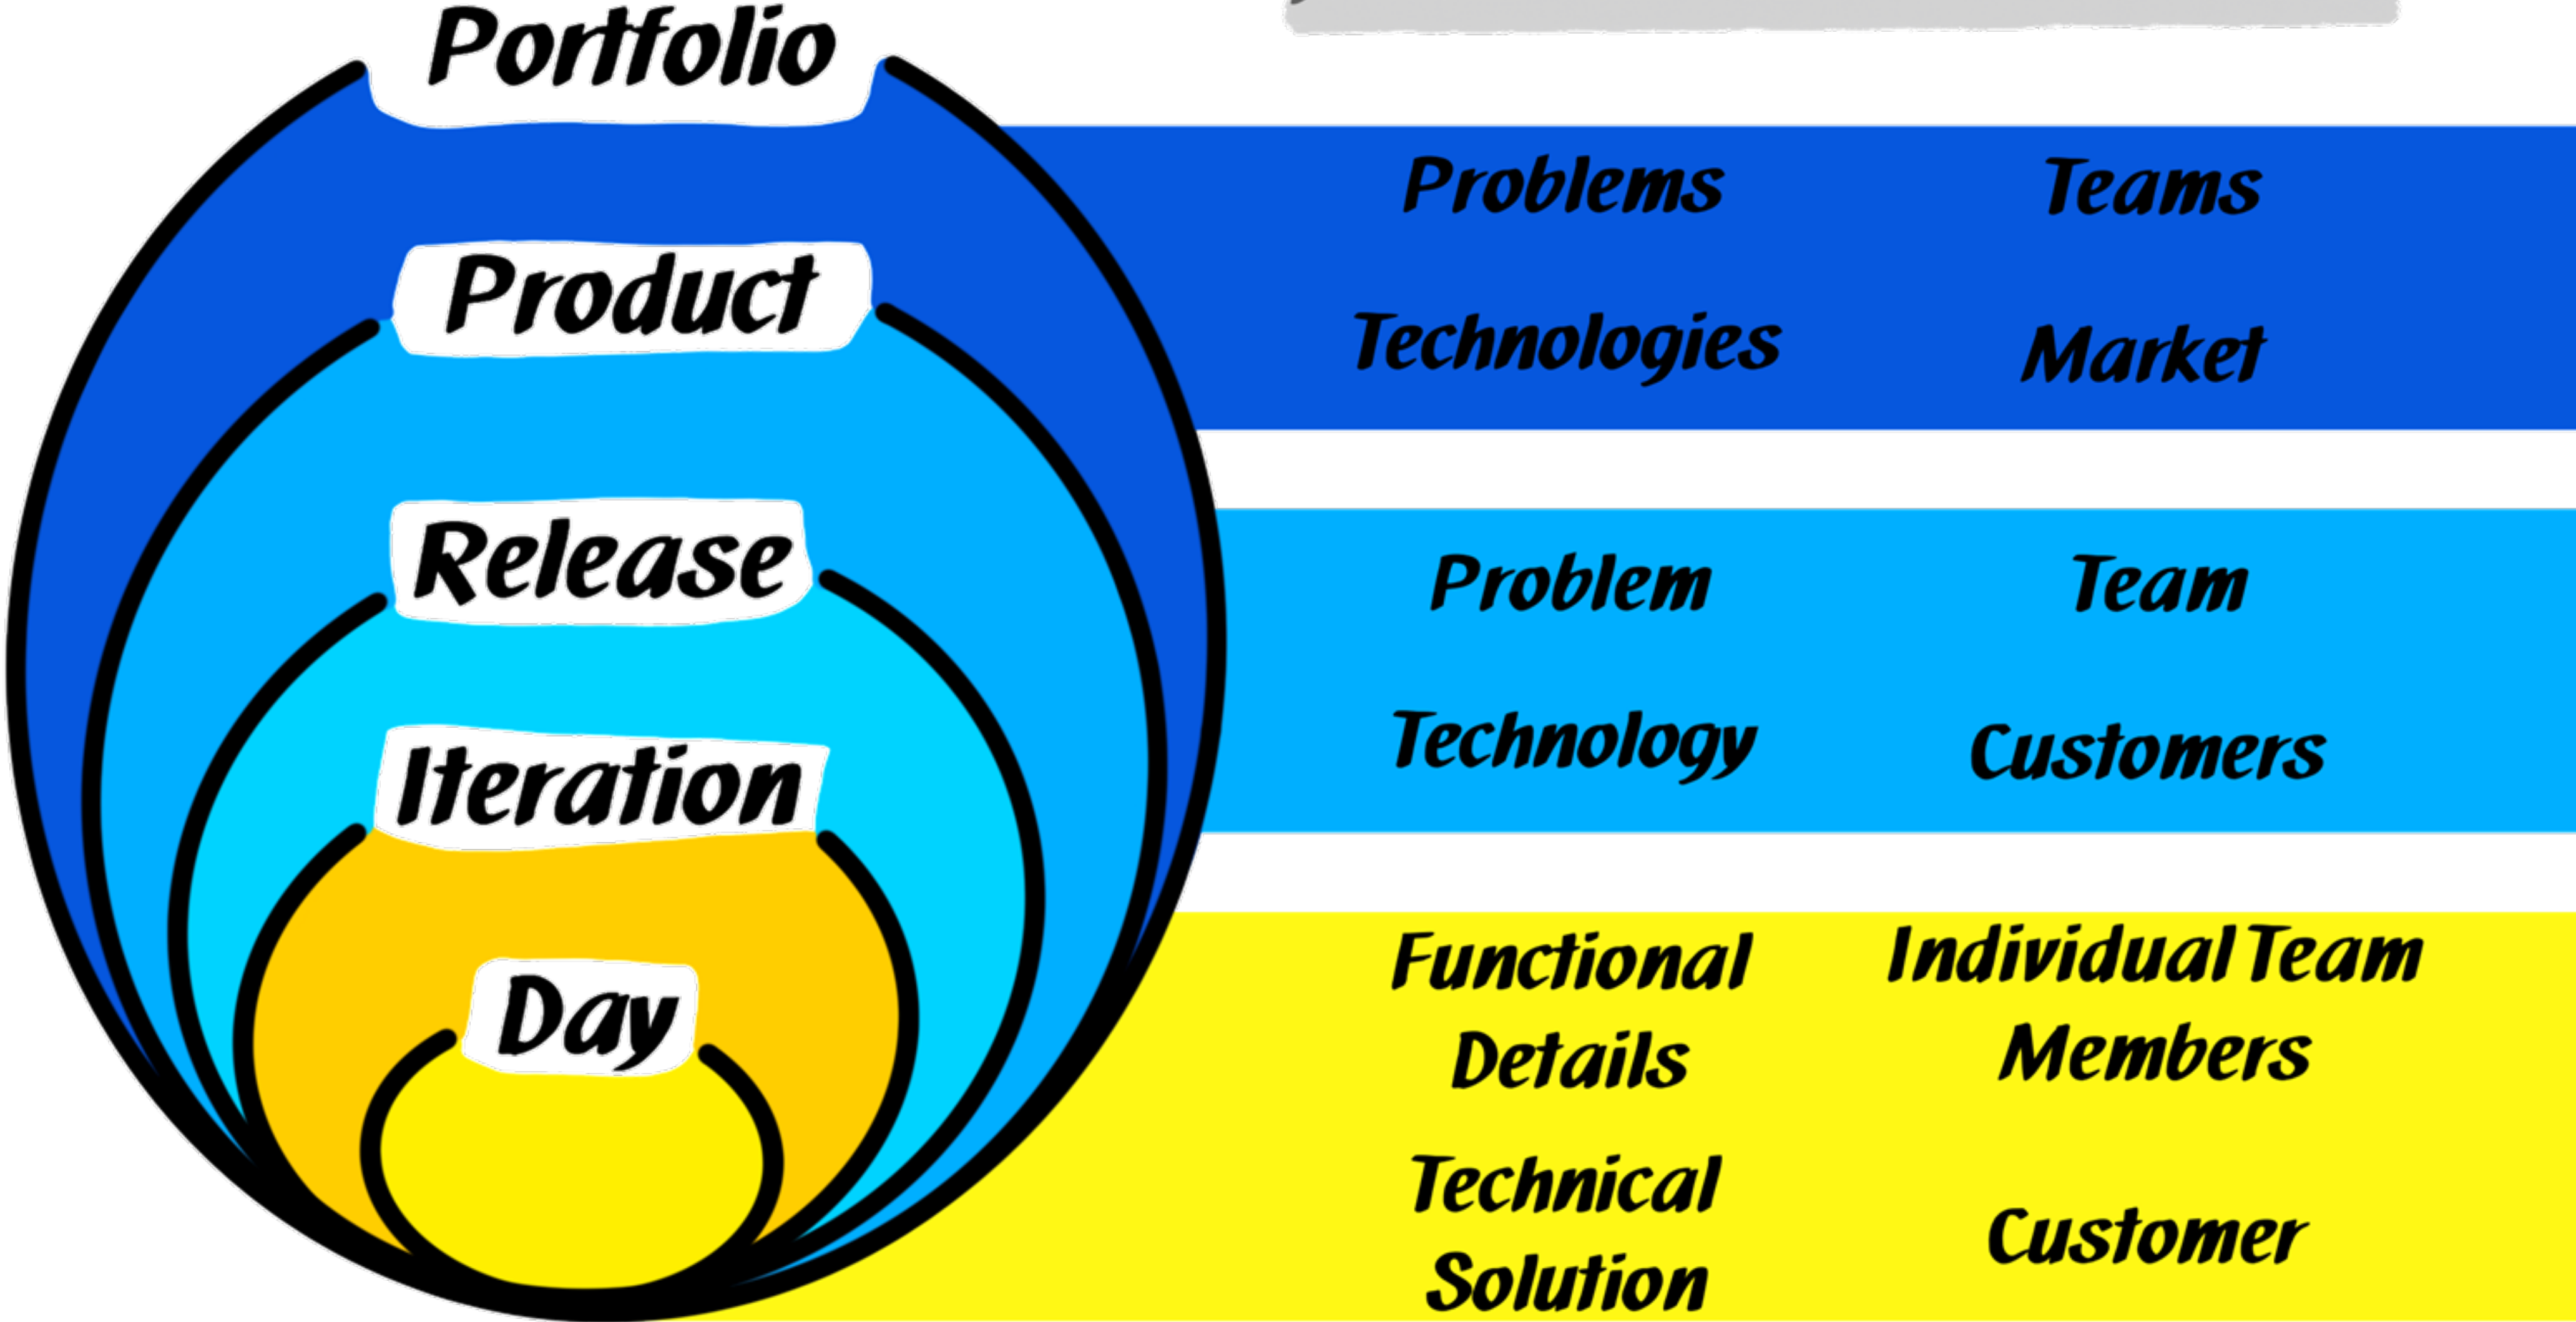 Portfolio
Product
Release
Iteration
Day
Problems
Teams
Technologies
Market
Problem
Team
Technology
Customers
Functional
Details
Individual Team
Members
Technical
Solution
Customer